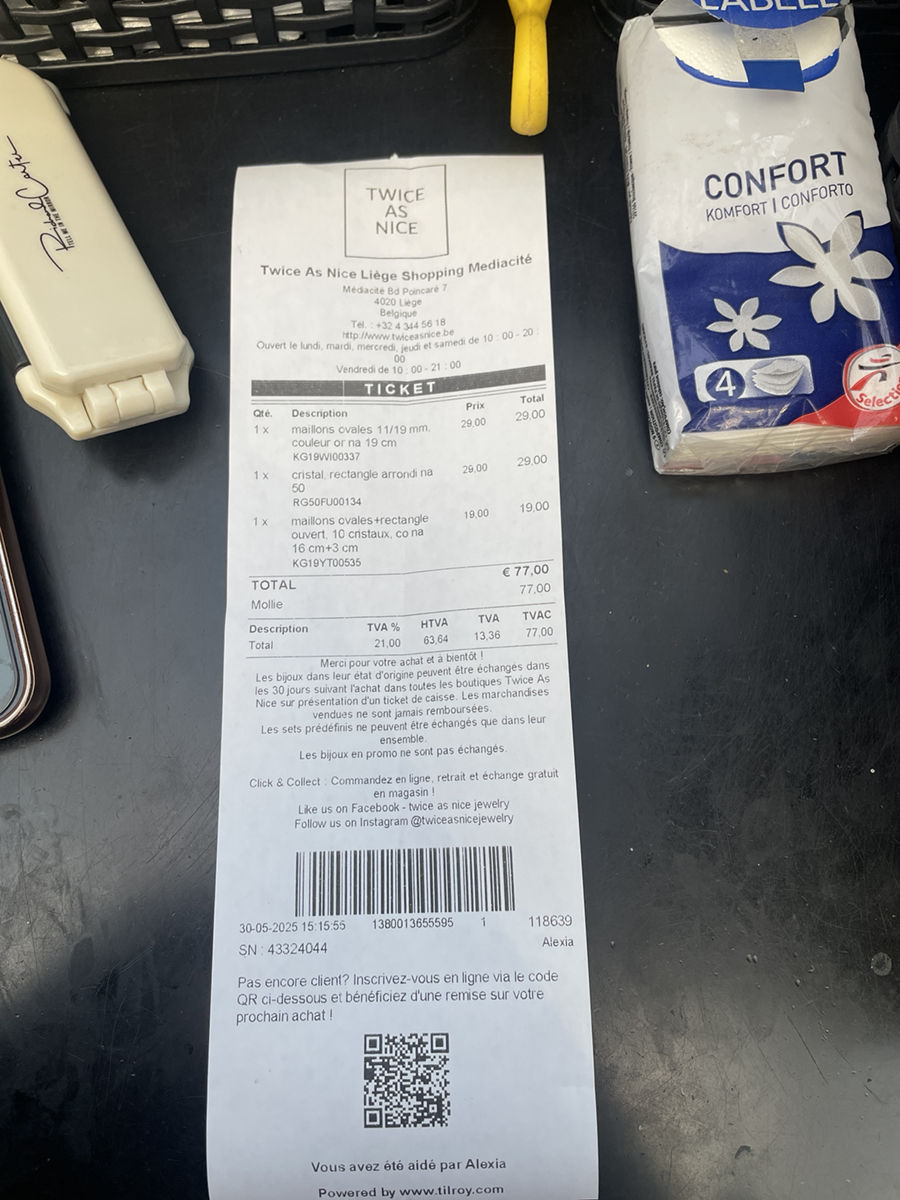 LABELL
CONFORT
KOMFORT | CONFORTO
4
Selectio
TWICE
AS
NICE
Twice As Nice Liège Shopping Mediacité
Médiacité Bd Poincaré 7
4020 Liège
Belgique
Tél. : +32 4 344 56 18
http://www.twiceasnice.be
Ouvert le lundi, mardi, mercredi, jeudi et samedi de 10 : 00 - 20 :
00
Vendredi de 10 : 00 - 21 : 00
TICKET
Qté. Description Prix Total
1 x maillons ovales 11/19 mm, 29,00 29,00
couleur or na 19 cm
KG19WI00337
1 x cristal, rectangle arrondi na 29,00 29,00
50
RG50FU00134
1 x maillons ovales+rectangle 19,00 19,00
ouvert, 10 cristaux, co na
16 cm+3 cm
KG19YT00535
TOTAL € 77,00
Mollie 77,00
Description TVA % HTVA TVA TVAC
Total 21,00 63,64 13,36 77,00
Merci pour votre achat et à bientôt !
Les bijoux dans leur état d'origine peuvent être échangés dans
les 30 jours suivant l'achat dans toutes les boutiques Twice As
Nice sur présentation d'un ticket de caisse. Les marchandises
vendues ne sont jamais remboursées.
Les sets prédéfinis ne peuvent être échangés que dans leur
ensemble.
Les bijoux en promo ne sont pas échangés.
Click & Collect : Commandez en ligne, retrait et échange gratuit
en magasin !
Like us on Facebook - twice as nice jewelry
Follow us on Instagram @twiceasnicejewelry
30-05-2025 15:15:55 1380013655595 1 118639
SN : 43324044 Alexia
Pas encore client? Inscrivez-vous en ligne via le code
QR ci-dessous et bénéficiez d'une remise sur votre
prochain achat !
Vous avez été aidé par Alexia
Powered by www.tilroy.com